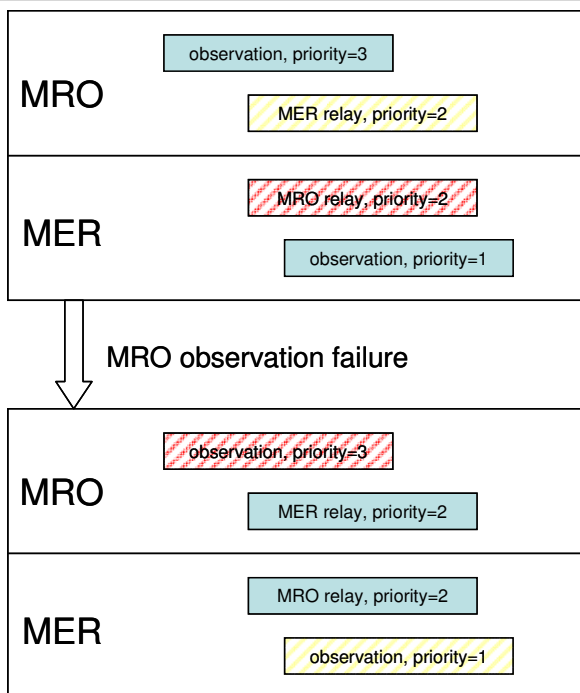 observation, priority=3
MRO
MER relay, priority=2
MRO relay, priority=2
MER
observation, priority=1
MRO observation failure
observation, priority=3
MRO
MER relay, priority=2
MRO relay, priority=2
MER
observation, priority=1